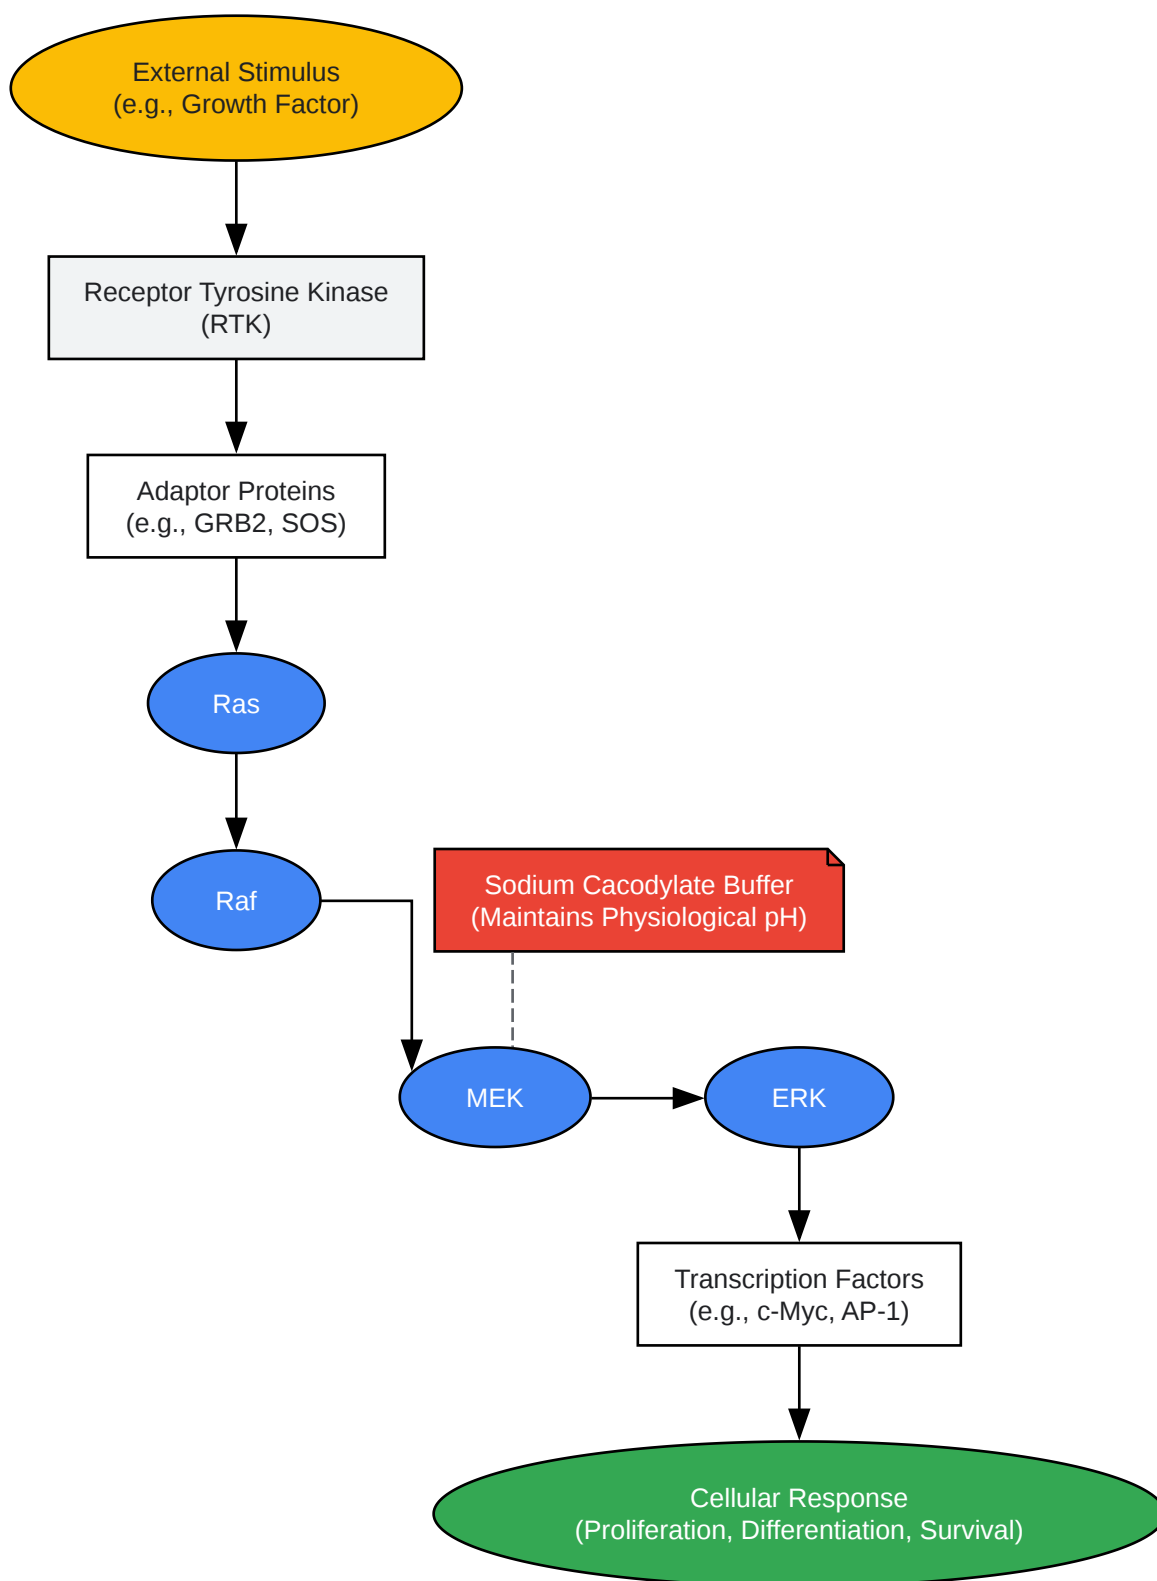 External Stimulus
(e.g., Growth Factor)
Receptor Tyrosine Kinase
(RTK)
Adaptor Proteins
(e.g., GRB2, SOS)
Ras
Raf
Sodium Cacodylate Buffer
(Maintains Physiological pH)
MEK
ERK
Transcription Factors
(e.g., c-Myc, AP-1)
Cellular Response
(Proliferation, Differentiation, Survival)